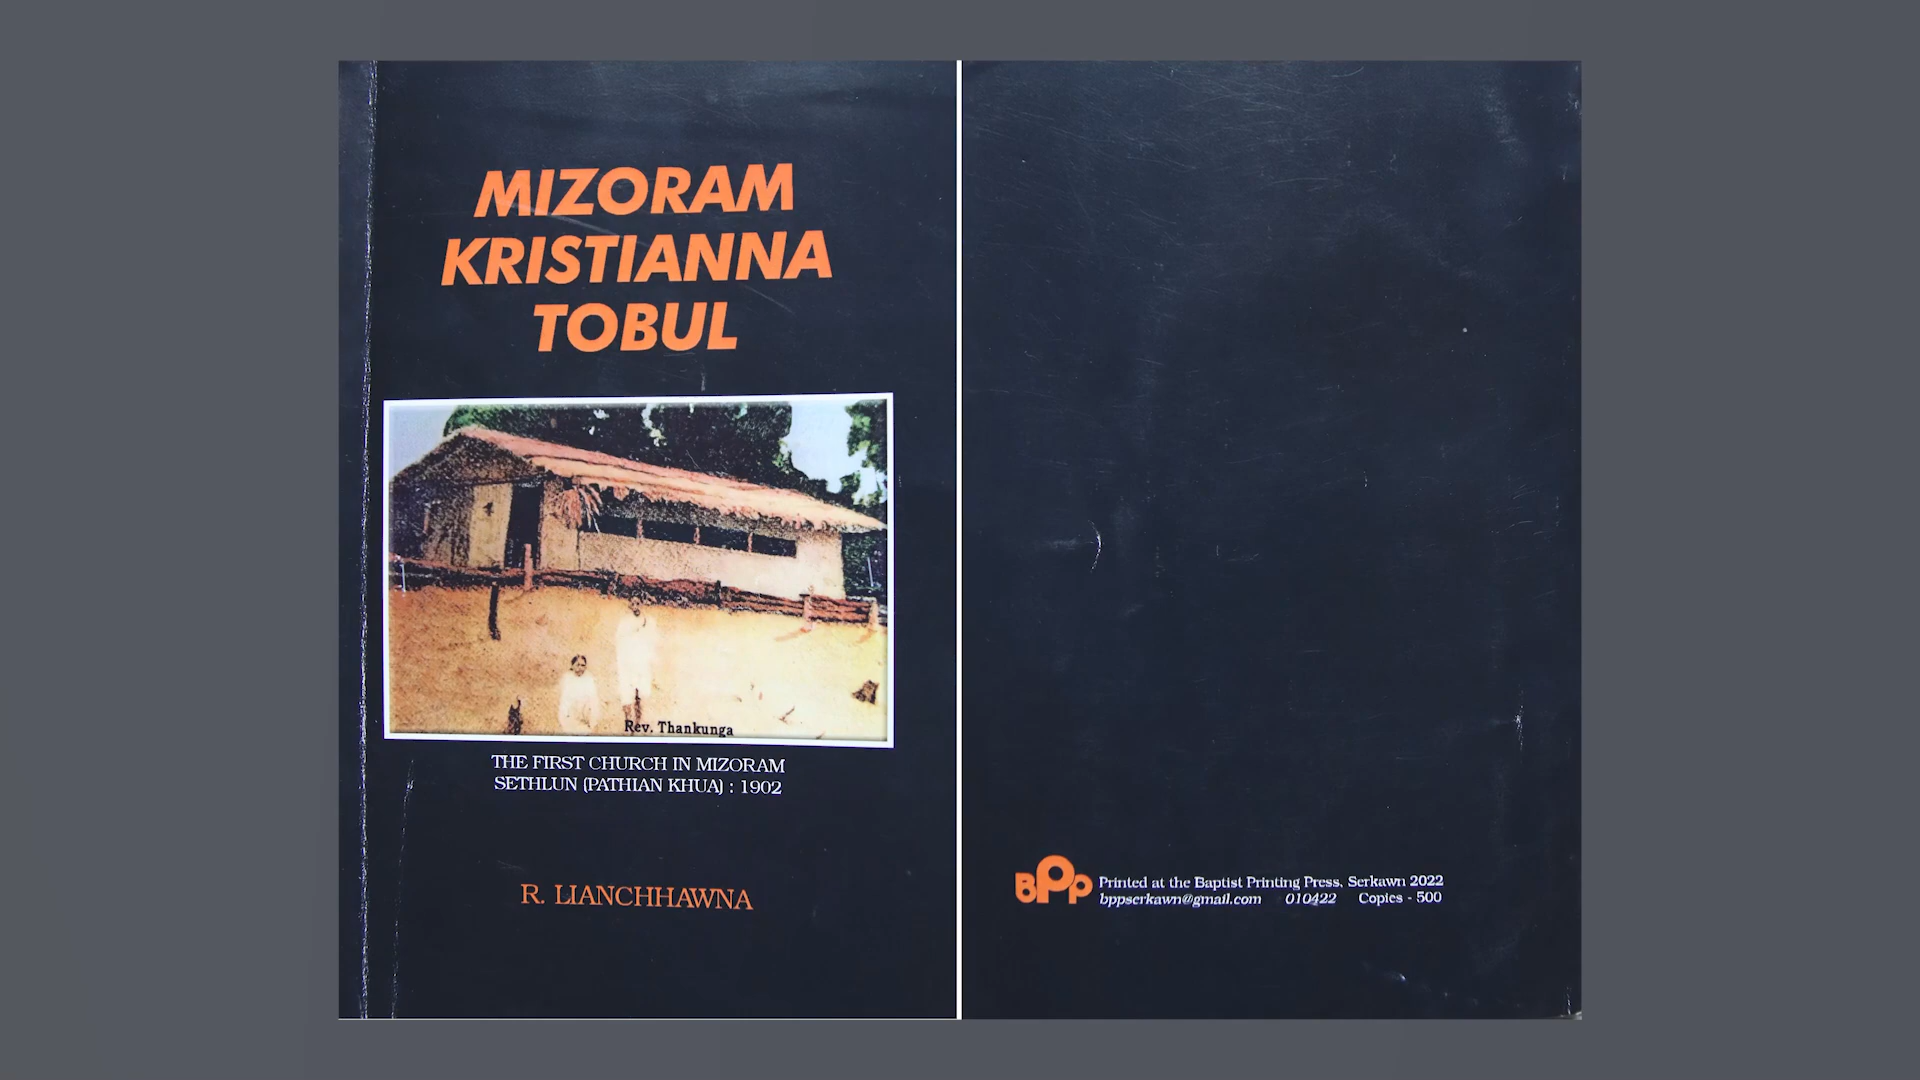 MIZORAM
KRISTIANNA
TOBUL
Rev. Thankunga
THE FIRST CHURCH IN MIZORAM
SETHLUN (PATHIAN KHUA) : 1902
R. LIANCHHAWNA
BPP
Printed at the Baptist Printing Press, Serkawn 2022
bppserkawn@gmail.com 010422 Copies - 500